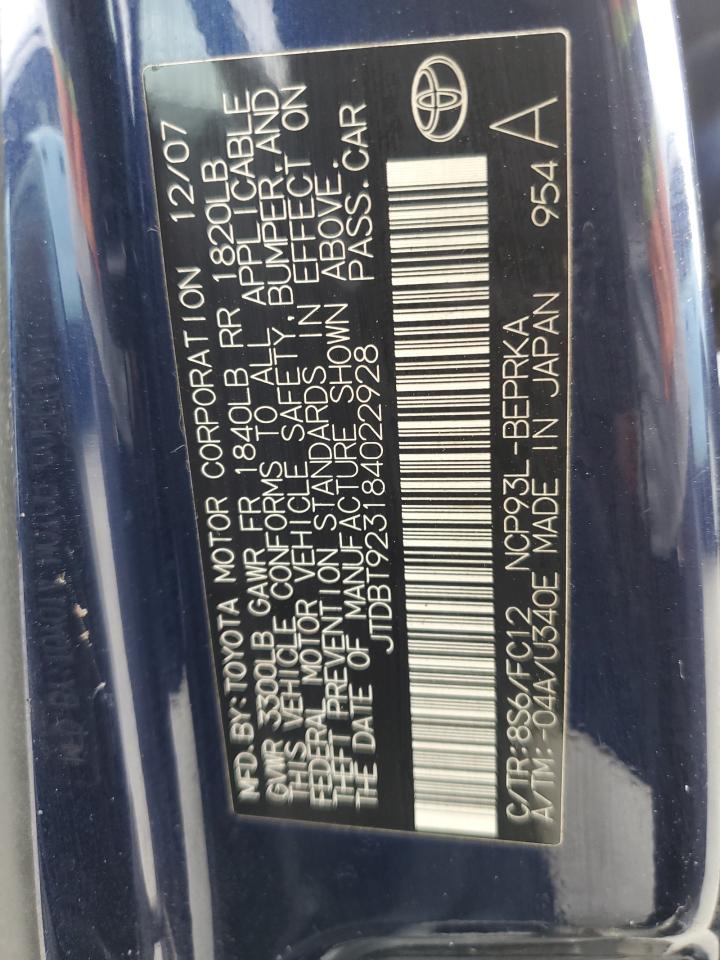 MFD. BY: TOYOTA MOTOR CORPORATION 12/07
GVWR 3300LB GAWR FR 1840LB RR 1820LB
THIS VEHICLE CONFORMS TO ALL APPLICABLE
FEDERAL MOTOR VEHICLE SAFETY, BUMPER, AND
THEFT PREVENTION STANDARDS IN EFFECT ON
THE DATE OF MANUFACTURE SHOWN ABOVE.
JTDBT923184022928 PASS. CAR
C/TR: 8S6/FC12 NCP93L-BEPRKA 954 A
A/TM: -04A/U340E MADE IN JAPAN